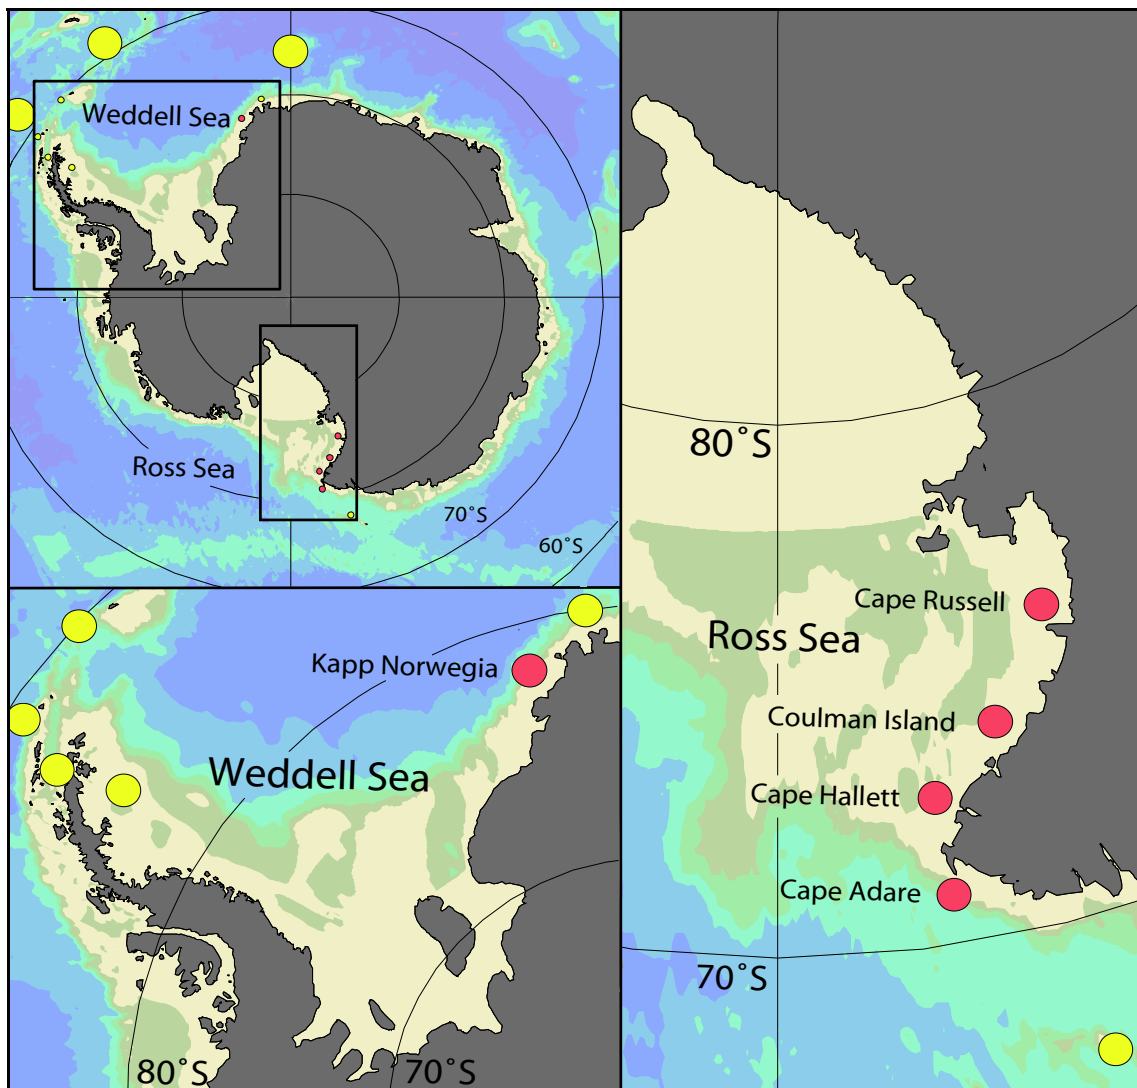 Weddell Sea
Ross Sea
70˚S
60˚S
Kapp Norwegia
Weddell Sea
80˚S
70˚S
80˚S
Cape Russell
Ross Sea
Coulman Island
Cape Hallett
Cape Adare
70˚S